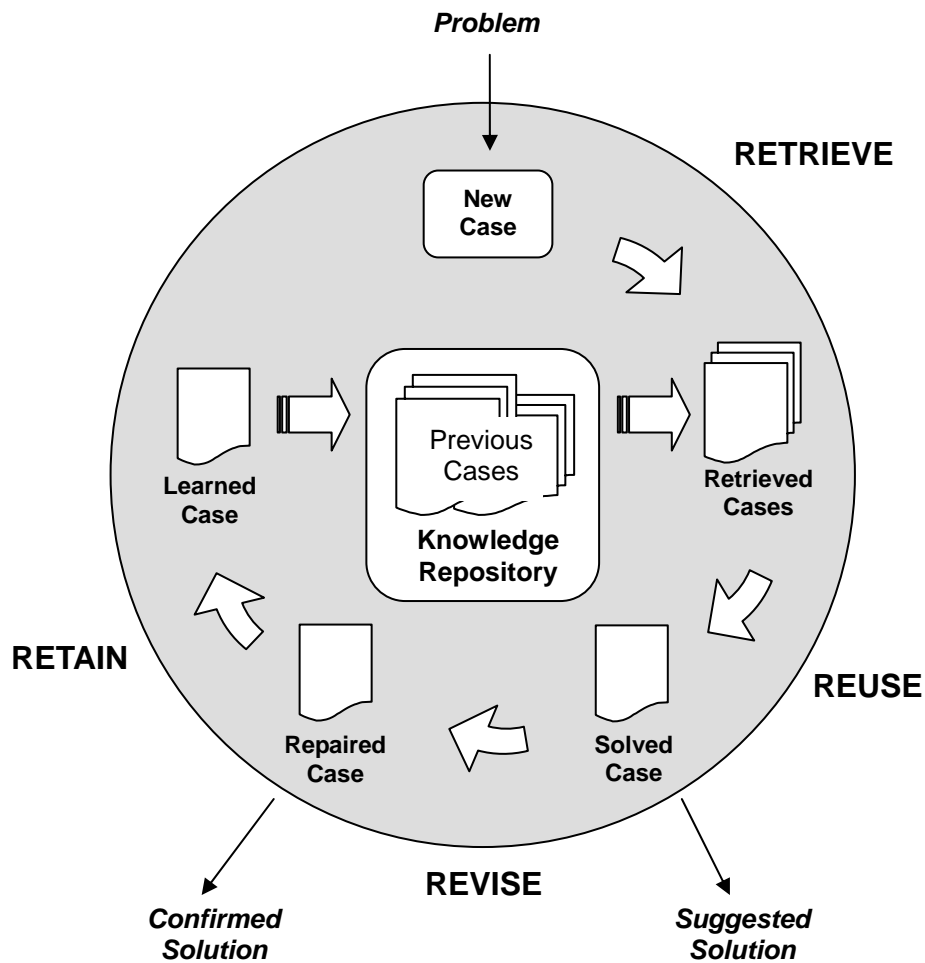 Problem
RETRIEVE
New
Case
Previous
Cases
Knowledge
Repository
Retrieved
Cases
Learned
Case
RETAIN
REUSE
Repaired
Case
Solved
Case
REVISE
Confirmed
Solution
Suggested
Solution